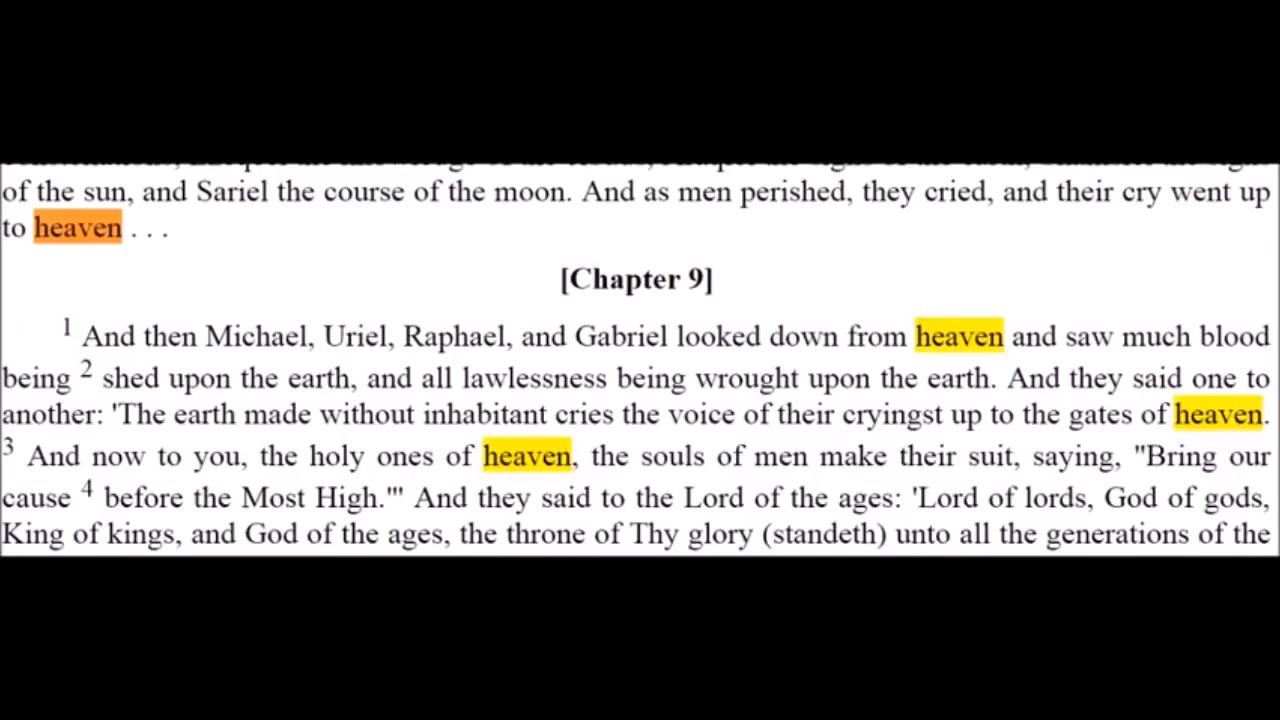 of the sun, and Sariel the course of the moon. And as men perished, they cried, and their cry went up
to heaven . . .
[Chapter 9]
1 And then Michael, Uriel, Raphael, and Gabriel looked down from heaven and saw much blood
being 2 shed upon the earth, and all lawlessness being wrought upon the earth. And they said one to
another: 'The earth made without inhabitant cries the voice of their cryingst up to the gates of heaven.
3 And now to you, the holy ones of heaven, the souls of men make their suit, saying, "Bring our
cause 4 before the Most High."' And they said to the Lord of the ages: 'Lord of lords, God of gods,
King of kings, and God of the ages, the throne of Thy glory (standeth) unto all the generations of the